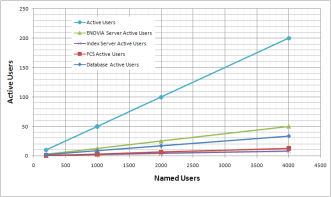 250
200
150
100
50
0
Active Users
Active Users
ENOVIA Server Active Users
Index Server Active Users
FCS Active Users
Database Active Users
0 500 1000 1500 2000 2500 3000 3500 4000 4500
Named Users